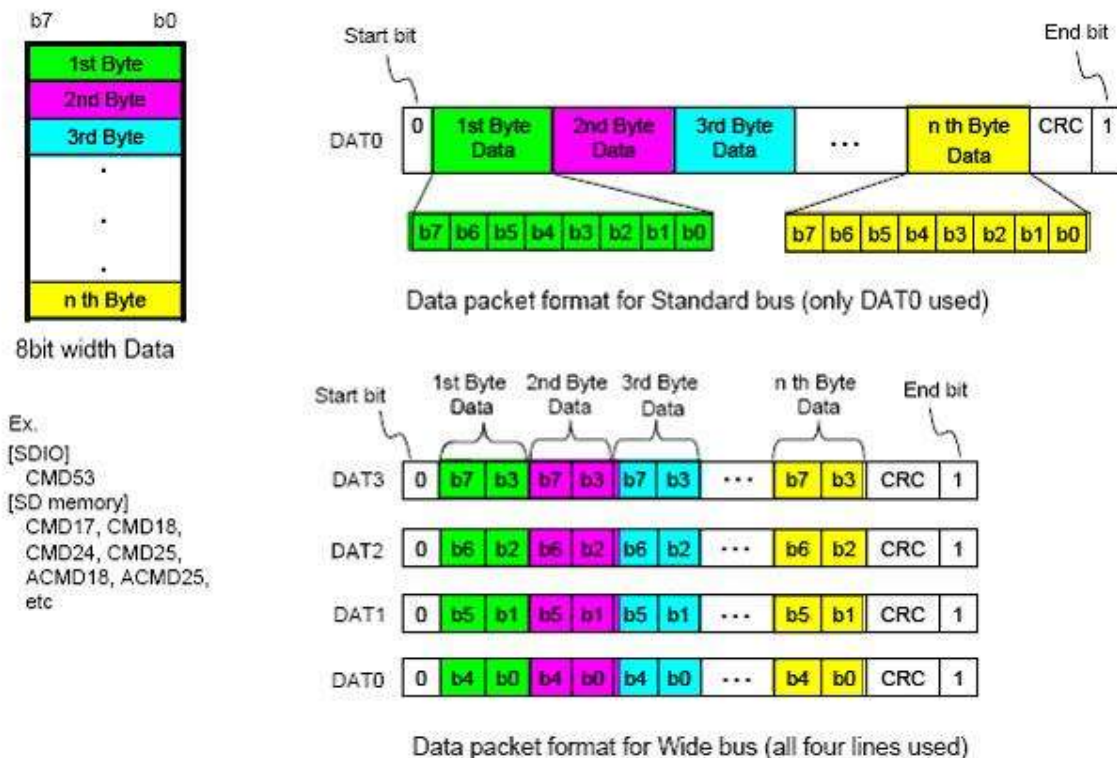 b7 b0
1st Byte
2nd Byte
3rd Byte
.
.
.
n th Byte
8bit width Data
Ex.
[SDIO]
CMD53
[SD memory]
CMD17, CMD18,
CMD24, CMD25,
ACMD18, ACMD25,
etc
Start bit
End bit
DAT0 0 1st Byte Data 2nd Byte Data 3rd Byte Data ... n th Byte Data CRC 1
b7 b6 b5 b4 b3 b2 b1 b0 b7 b6 b5 b4 b3 b2 b1 b0
Data packet format for Standard bus (only DAT0 used)
Start bit 1st Byte Data 2nd Byte Data 3rd Byte Data n th Byte Data End bit
DAT3 0 b7 b3 b7 b3 b7 b3 ... b7 b3 CRC 1
DAT2 0 b6 b2 b6 b2 b6 b2 ... b6 b2 CRC 1
DAT1 0 b5 b1 b5 b1 b5 b1 ... b5 b1 CRC 1
DAT0 0 b4 b0 b4 b0 b4 b0 ... b4 b0 CRC 1
Data packet format for Wide bus (all four lines used)